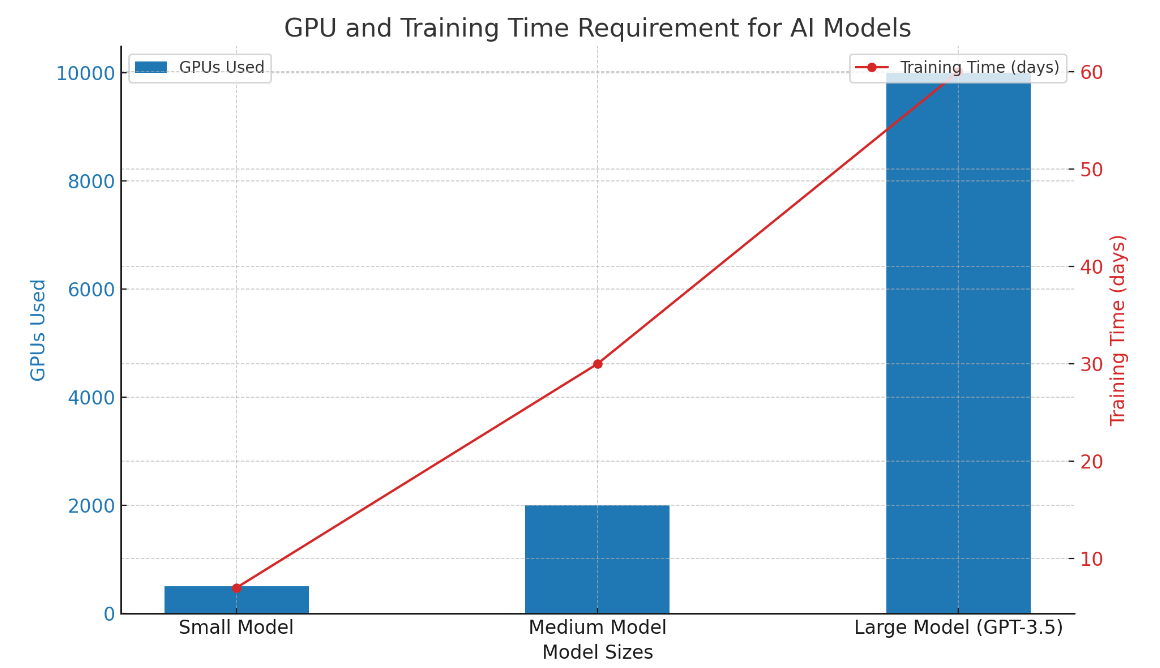 GPU and Training Time Requirement for AI Models
GPUs Used
Training Time (days)
10000
8000
6000
4000
2000
0
GPUs Used
60
50
40
30
20
10
Training Time (days)
Small Model
Medium Model
Large Model (GPT-3.5)
Model Sizes